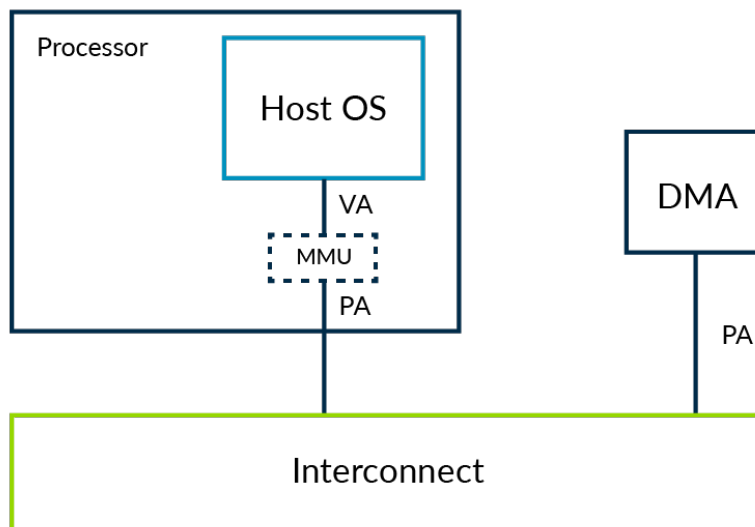 Processor
Host OS
VA
MMU
PA
DMA
PA
Interconnect